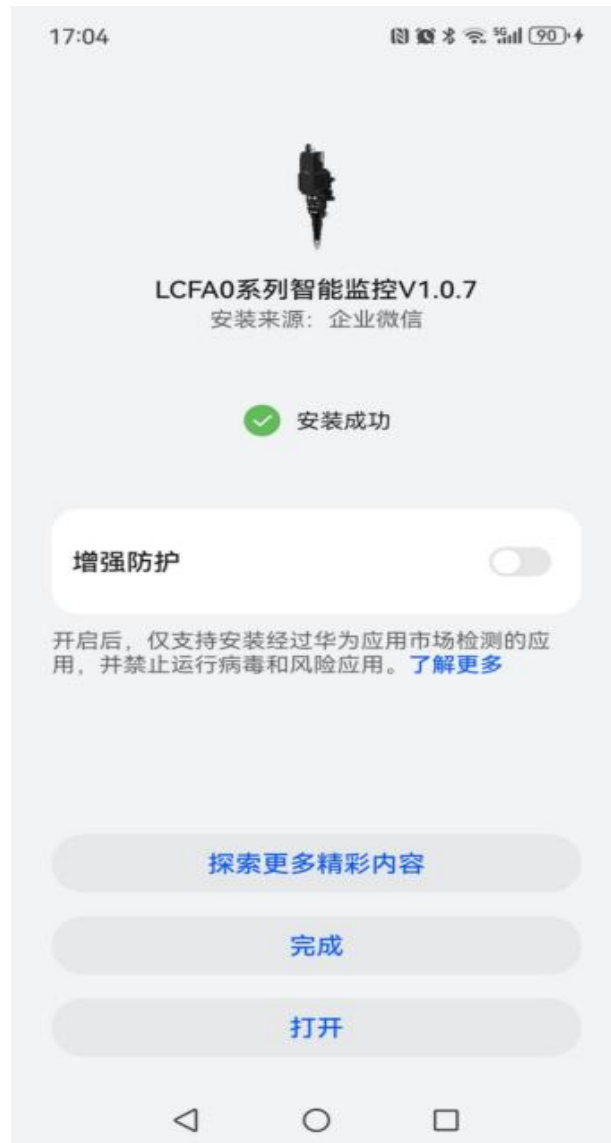 17:04
5G 90
LCFA0系列智能监控V1.0.7
安装来源：企业微信
安装成功
增强防护
开启后，仅支持安装经过华为应用市场检测的应
用，并禁止运行病毒和风险应用。了解更多
探索更多精彩内容
完成
打开